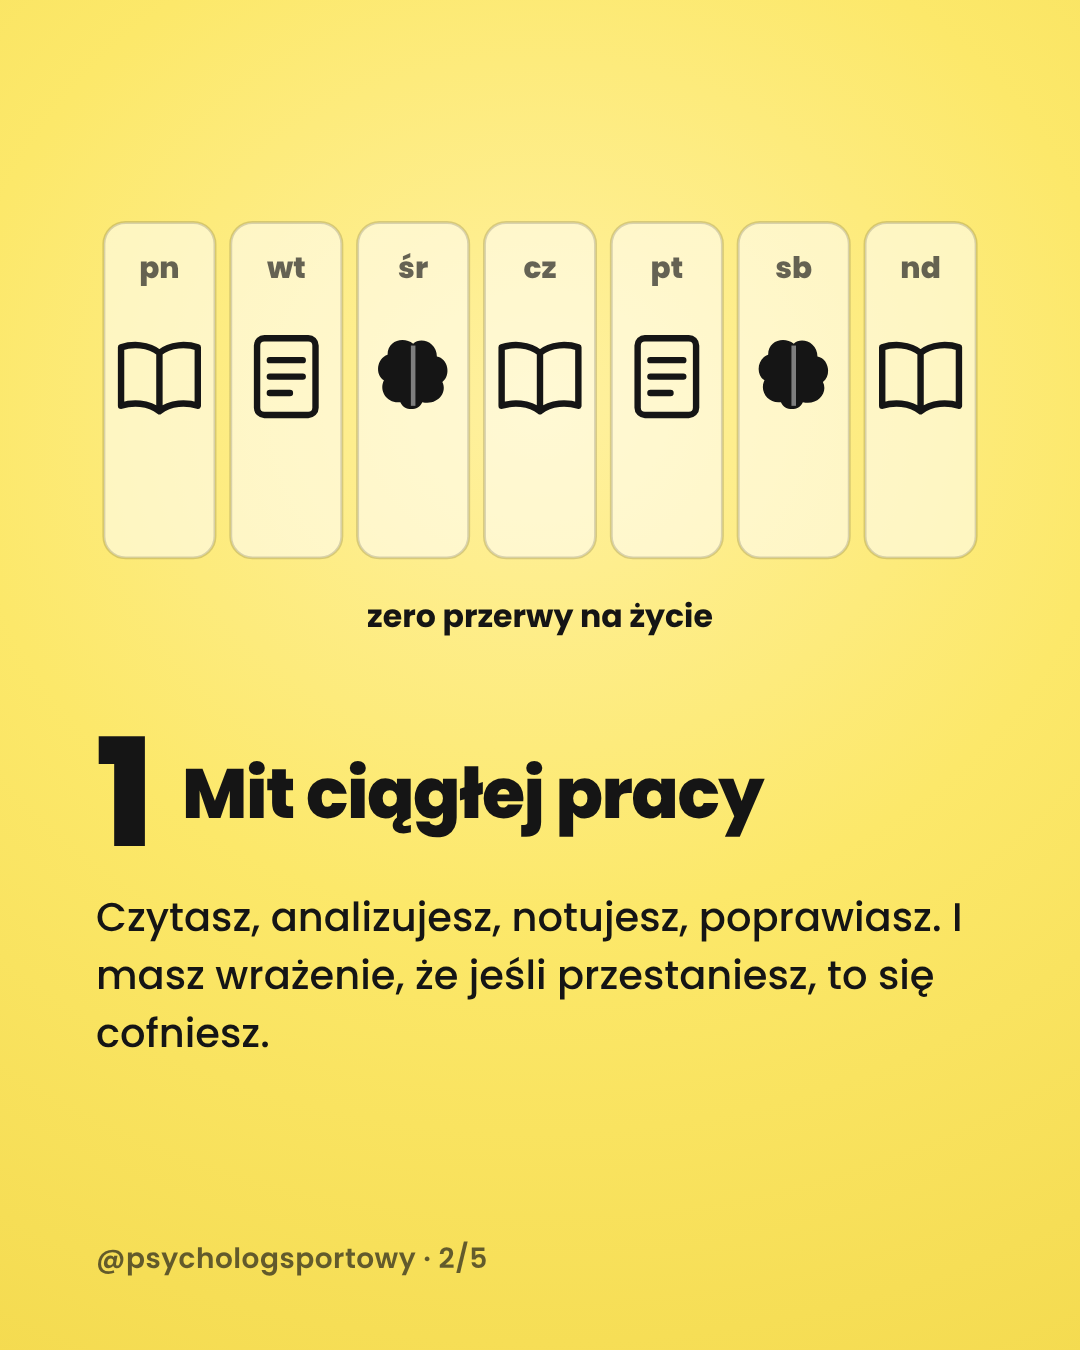 pn wt śr cz pt sb nd
zero przerwy na życie
1 Mit ciągłej pracy
Czytasz, analizujesz, notujesz, poprawiasz. I
masz wrażenie, że jeśli przestaniesz, to się
cofniesz.
@psychologsportowy · 2/5